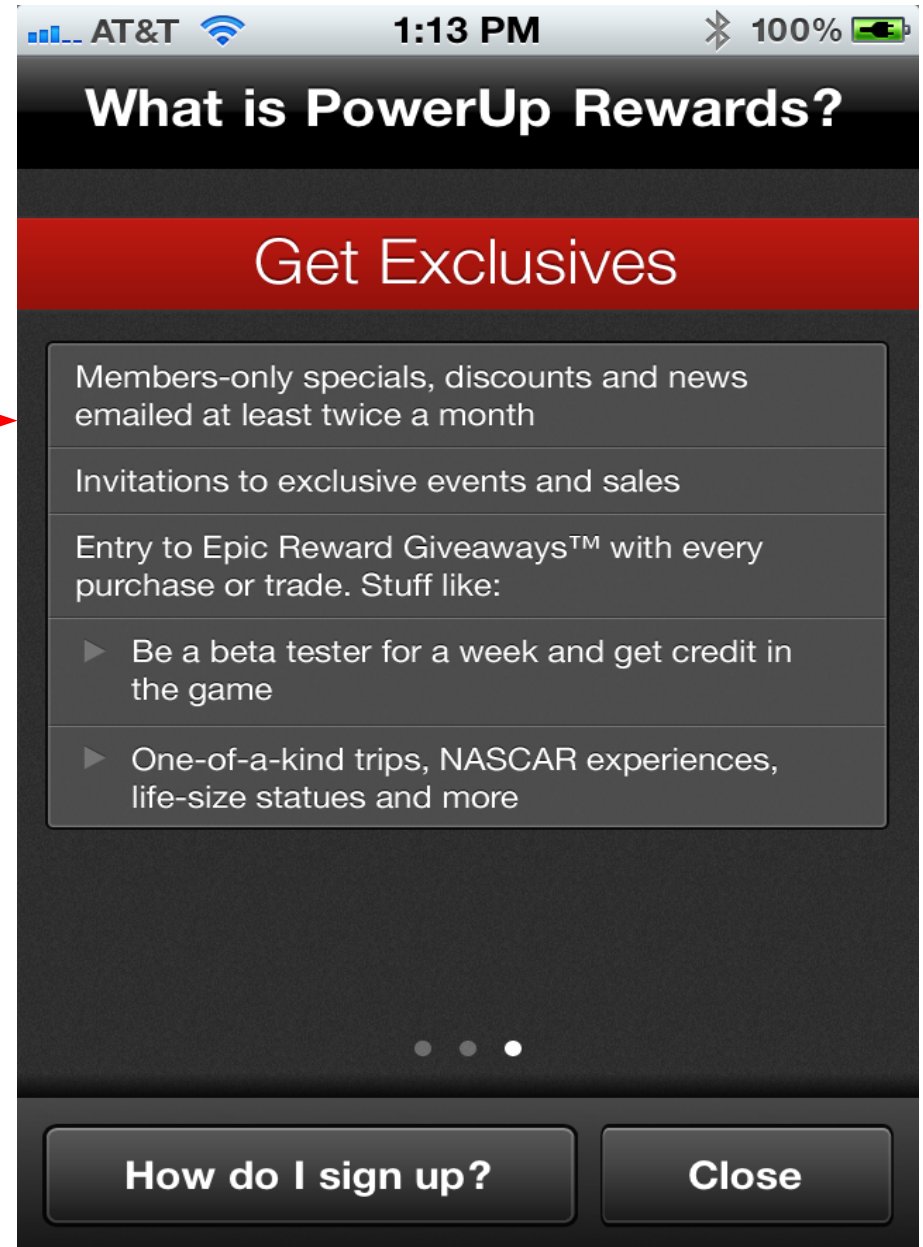 AT&T 1:13 PM 100%
What is PowerUp Rewards?
Get Exclusives
Members-only specials, discounts and news
emailed at least twice a month
Invitations to exclusive events and sales
Entry to Epic Reward Giveaways™ with every
purchase or trade. Stuff like:
Be a beta tester for a week and get credit in
the game
One-of-a-kind trips, NASCAR experiences,
life-size statues and more
How do I sign up? Close